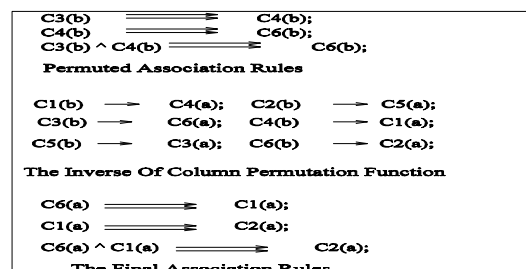 C3(b) ⟹ C4(b);
C4(b) ⟹ C6(b);
C3(b) ^ C4(b) ⟹ C6(b);
Permuted Association Rules
C1(b) → C4(a); C2(b) → C5(a);
C3(b) → C6(a); C4(b) → C1(a);
C5(b) → C3(a); C6(b) → C2(a);
The Inverse Of Column Permutation Function
C6(a) ⟹ C1(a);
C1(a) ⟹ C2(a);
C6(a) ^ C1(a) ⟹ C2(a);
The Final Association Rules